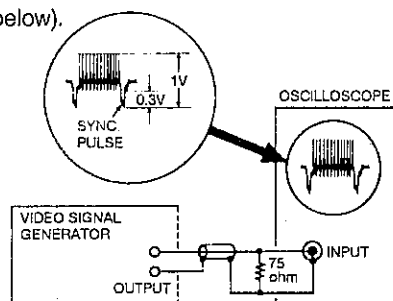 below).
1V
0.3V
SYNC.
PULSE
OSCILLOSCOPE
VIDEO SIGNAL
GENERATOR
OUTPUT
75
ohm
INPUT